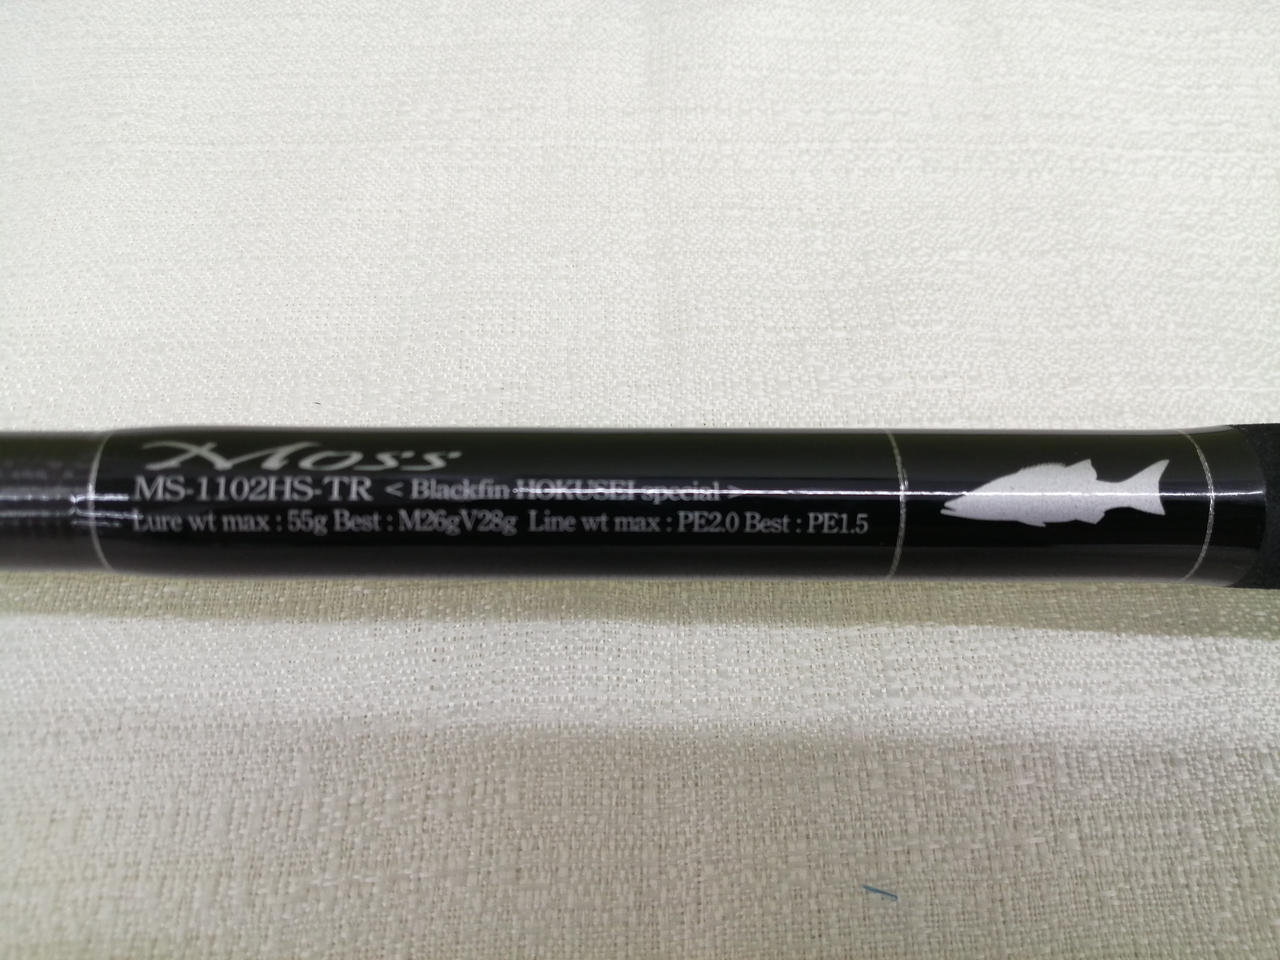 Moss
MS-1102HS-TR < Blackfin HOKUSEI special >
Lure wt max : 55g Best : M26gV28g Line wt max : PE2.0 Best : PE1.5